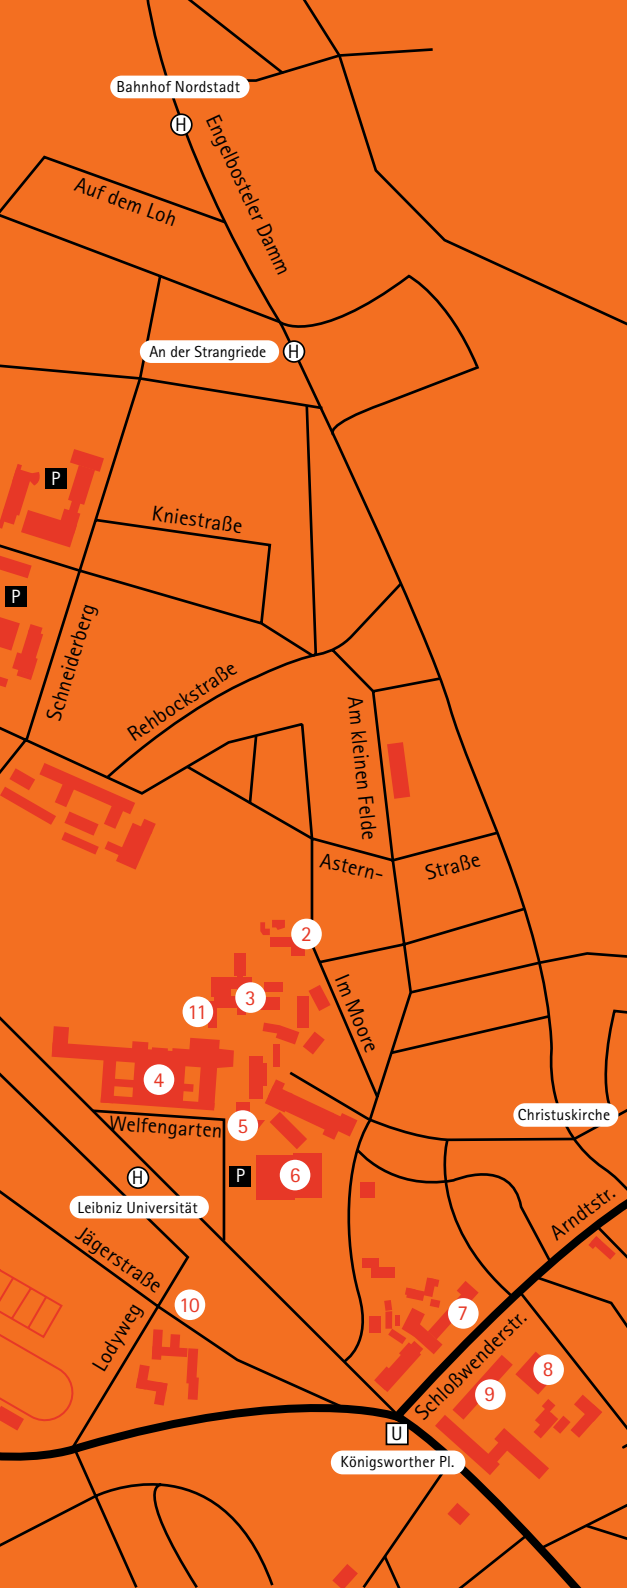 Bahnhof Nordstadt
H
Engelbosteler Damm
Auf dem Loh
An der Strangriede
H
P
Kniestraße
P
Schneiderberg
Rehbockstraße
Am kleinen Felde
Astern-
Straße
2
Im Moore
3
11
4
Christuskirche
Welfengarten
5
P
6
H
Leibniz Universität
Arndtstr.
Jägerstraße
10
7
Lodyweg
Schloßwenderstr.
8
9
U
Königsworther Pl.